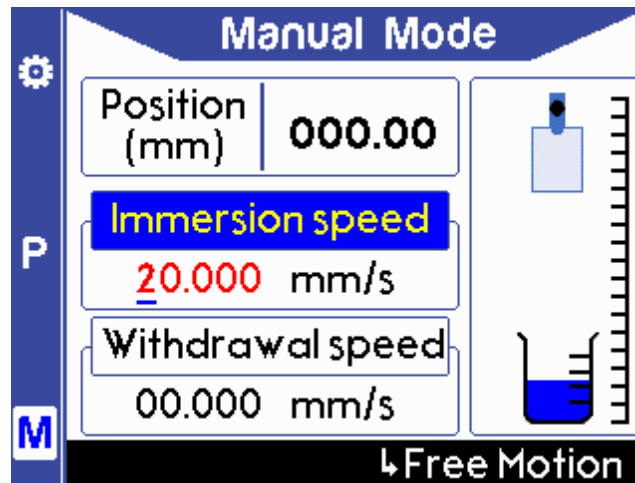 Manual Mode
Position
(mm)
000.00
Immersion speed
20.000 mm/s
P
Withdrawal speed
00.000 mm/s
M
↳Free Motion